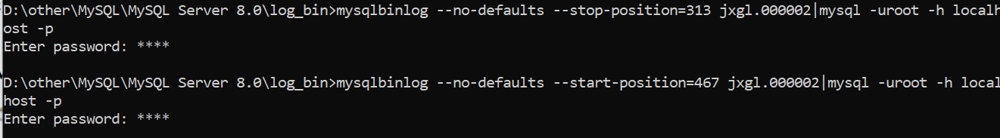 D:\other\MySQL\MySQL Server 8.0\log_bin>mysqlbinlog --no-defaults --stop-position=313 jxgl.000002|mysql -uroot -h localh
ost -p
Enter password: ****
D:\other\MySQL\MySQL Server 8.0\log_bin>mysqlbinlog --no-defaults --start-position=467 jxgl.000002|mysql -uroot -h local
host -p
Enter password: ****